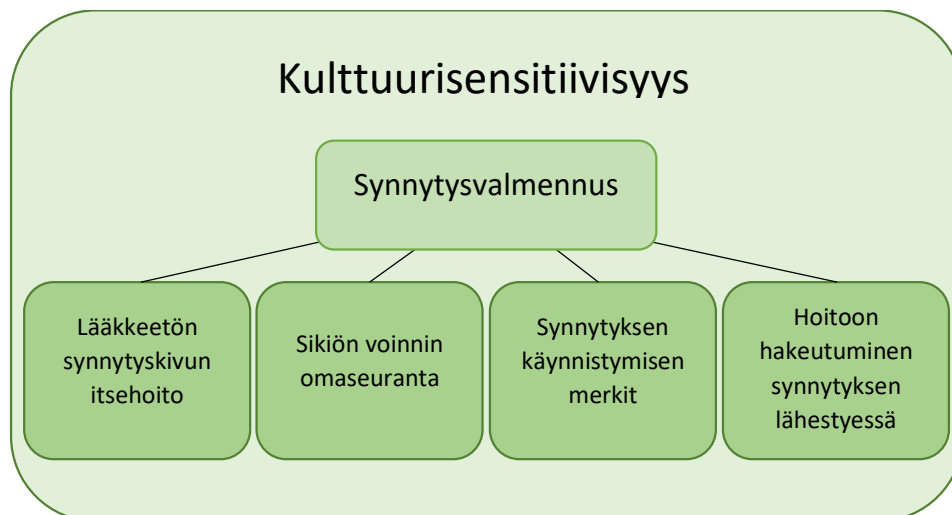 Kulttuurisensitiivisyys
Synnytysvalmennus
Lääkkeetön
synnytyskivun
itsehoito
Sikiön voinnin
omaseuranta
Synnytyksen
käynnistymisen
merkit
Hoitoon
hakeutuminen
synnytyksen
lähestyessä